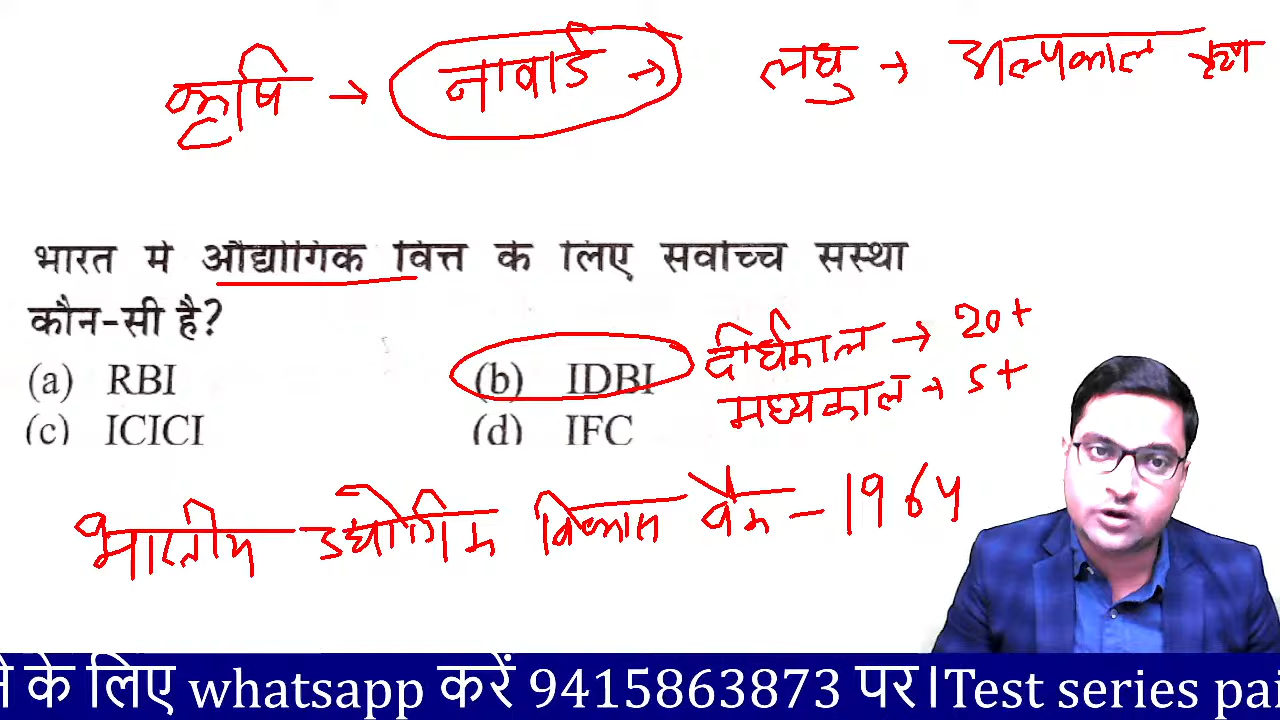 कृषि → नावार्ड → लघु → अल्पकाल ऋण
भारत में औद्योगिक वित्त के लिए सर्वोच्च संस्था
कौन-सी है?
(a) RBI (b) IDBI
दीर्घकाल → 20+
मध्यकाल → 5+
(c) ICICI (d) IFC
भारतीय उद्योगिक विकास बैंक - 1964
के लिए whatsapp करें 9415863873 पर।Test series